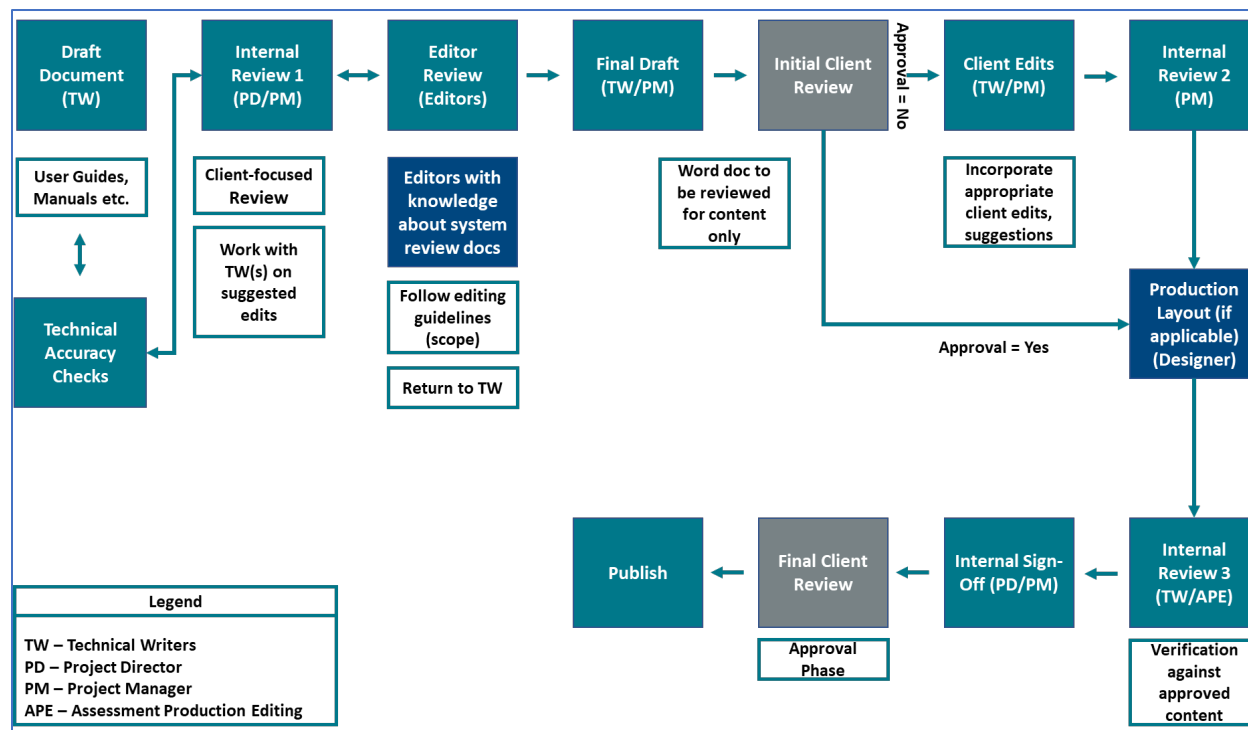 Draft
Document
(TW)
Internal
Review 1
(PD/PM)
Editor
Review
(Editors)
Final Draft
(TW/PM)
Initial Client
Review
Approval = No
Client Edits
(TW/PM)
Internal
Review 2
(PM)
User Guides,
Manuals etc.
Client-focused
Review
Work with
TW(s) on
suggested
edits
Editors with
knowledge
about system
review docs
Word doc to
be reviewed
for content
only
Incorporate
appropriate
client edits,
suggestions
Technical
Accuracy
Checks
Follow editing
guidelines
(scope)
Return to TW
Approval = Yes
Production
Layout (if
applicable)
(Designer)
Publish
Final Client
Review
Internal Sign-
Off (PD/PM)
Internal
Review 3
(TW/APE)
Approval
Phase
Verification
against
approved
content
Legend
TW – Technical Writers
PD – Project Director
PM – Project Manager
APE – Assessment Production Editing